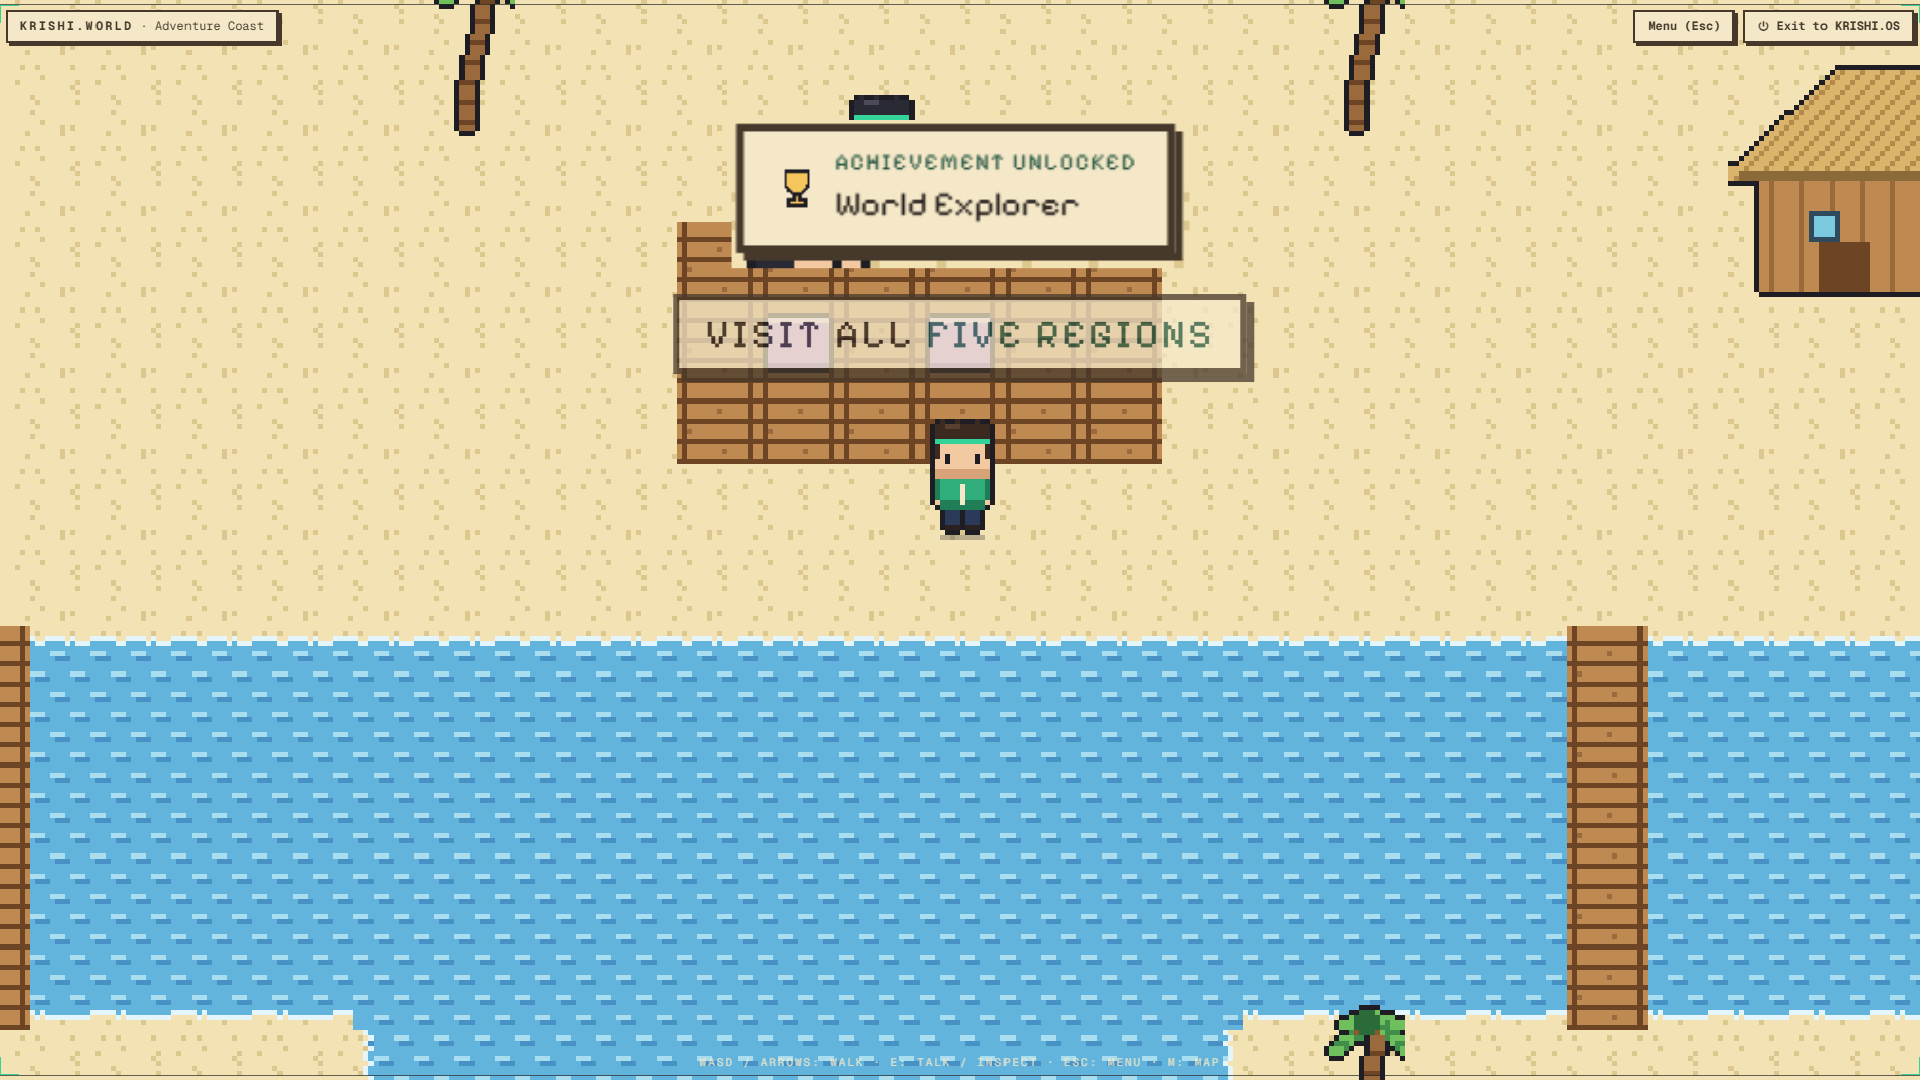 KRISHI.WORLD · Adventure Coast
Menu (Esc)
Exit to KRISHI.OS
ACHIEVEMENT UNLOCKED
World Explorer
VISIT ALL FIVE REGIONS
WASD / ARROWS: WALK · E: TALK / INSPECT · ESC: MENU · M: MAP